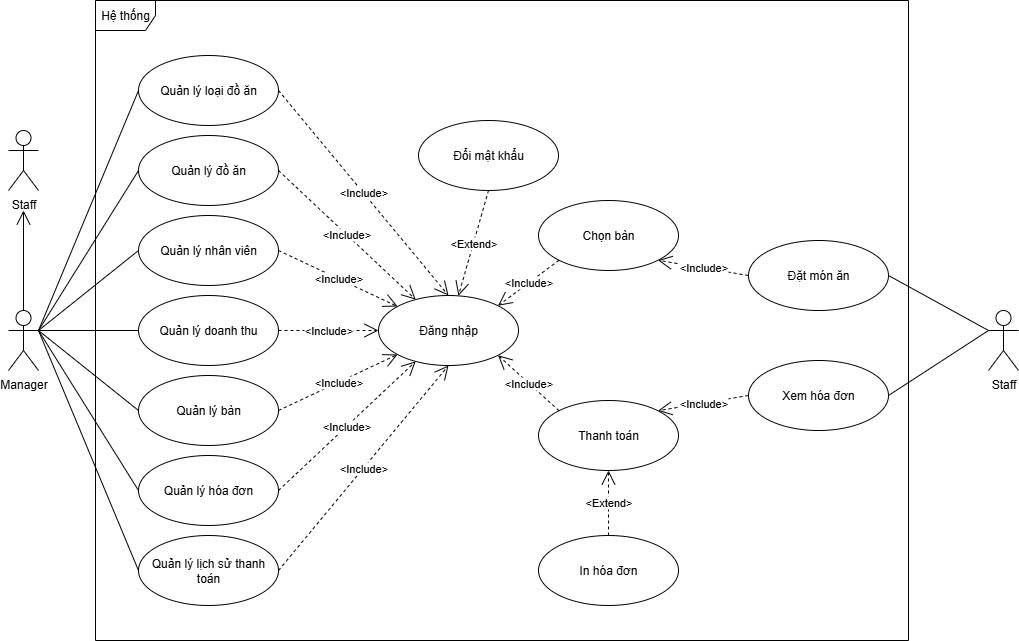 Hệ thống
Quản lý loại đồ ăn
Đổi mật khẩu
Quản lý đồ ăn
<Include>
Staff
Chọn bàn
<Include>
<Extend>
Quản lý nhân viên
<Include>
Đặt món ăn
<Include>
<Include>
Quản lý doanh thu
<Include>
Đăng nhập
Manager
Staff
<Include>
<Include>
Xem hóa đơn
Quản lý bàn
<Include>
<Include>
Thanh toán
<Include>
Quản lý hóa đơn
<Extend>
Quản lý lịch sử thanh
toán
In hóa đơn